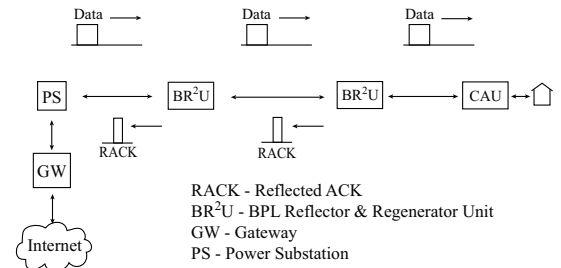 Data Data Data
PS BR²U BR²U CAU
RACK RACK
GW
Internet
RACK - Reflected ACK
BR²U - BPL Reflector & Regenerator Unit
GW - Gateway
PS - Power Substation